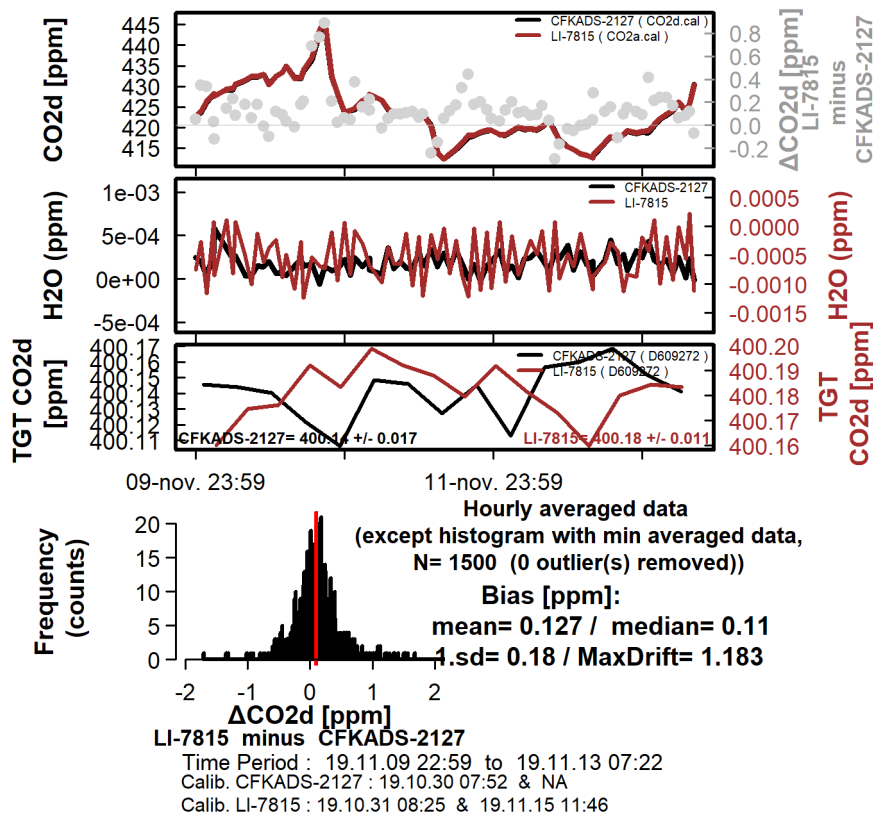 445
440
435
430
425
420
415
CO2d [ppm]
CFKADS-2127 ( CO2d.cal )
LI-7815 ( CO2a.cal )
0.8
0.6
0.4
0.2
0.0
-0.2
ΔCO2d [ppm]
LI-7815
minus
CFKADS-2127
1e-03
5e-04
0e+00
-5e-04
H2O (ppm)
CFKADS-2127
LI-7815
0.0005
0.0000
-0.0005
-0.0010
-0.0015
H2O (ppm)
400.17
400.16
400.15
400.14
400.13
400.12
400.11
TGT CO2d
[ppm]
CFKADS-2127 ( D609272 )
LI-7815 ( D609272 )
CFKADS-2127= 400.14 +/- 0.017
LI-7815= 400.18 +/- 0.011
400.20
400.19
400.18
400.17
400.16
TGT
CO2d [ppm]
09-nov. 23:59
11-nov. 23:59
Hourly averaged data
(except histogram with min averaged data,
N= 1500 (0 outlier(s) removed))
Bias [ppm]:
mean= 0.127 / median= 0.11
1.sd= 0.18 / MaxDrift= 1.183
Frequency
(counts)
20
15
10
5
0
-2 -1 0 1 2
ΔCO2d [ppm]
LI-7815 minus CFKADS-2127
Time Period : 19.11.09 22:59 to 19.11.13 07:22
Calib. CFKADS-2127 : 19.10.30 07:52 & NA
Calib. LI-7815 : 19.10.31 08:25 & 19.11.15 11:46